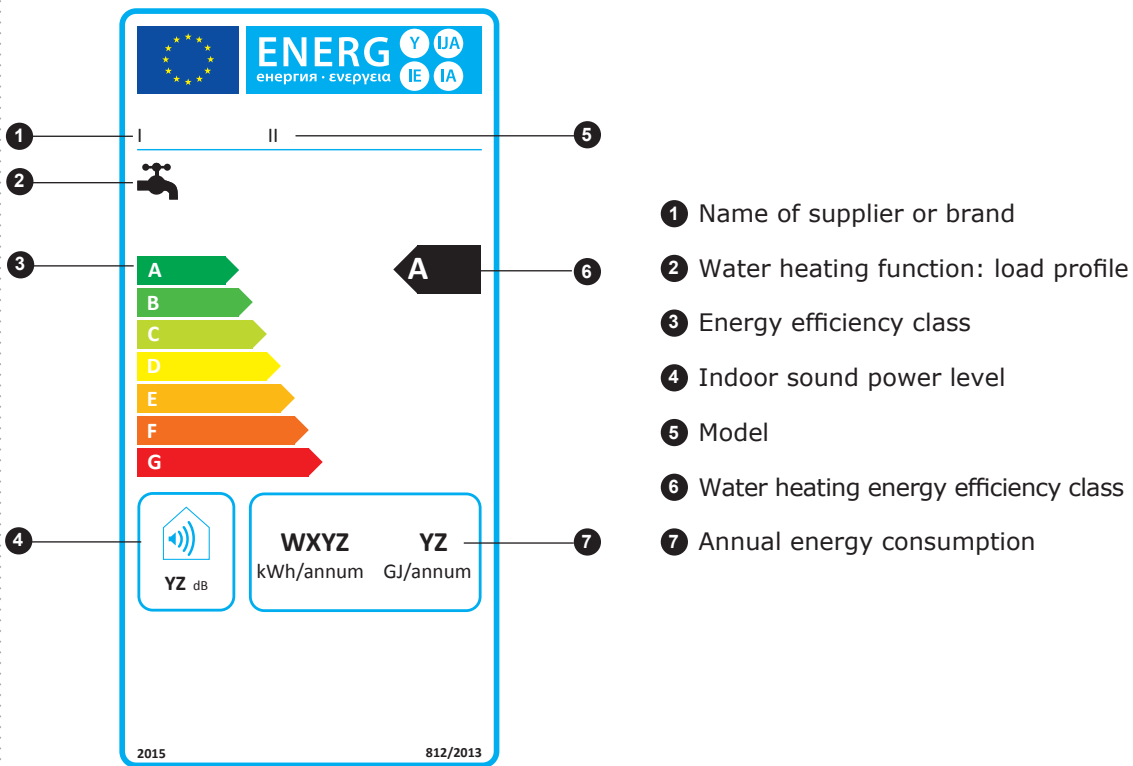 ENERG Y IJA
енергия · ενεργεια IE IA
1 I II 5
2
3 A A 6
B
C
D
E
F
G
4 WXYZ YZ 7
kWh/annum GJ/annum
YZ dB
2015 812/2013
1 Name of supplier or brand
2 Water heating function: load profile
3 Energy efficiency class
4 Indoor sound power level
5 Model
6 Water heating energy efficiency class
7 Annual energy consumption